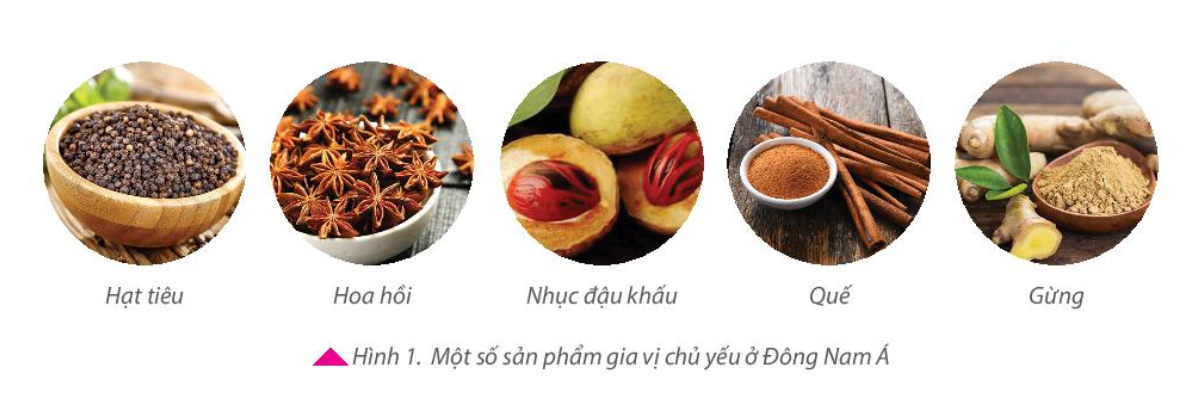 Hạt tiêu
Hoa hồi
Nhục đậu khấu
Quế
Gừng
Hình 1. Một số sản phẩm gia vị chủ yếu ở Đông Nam Á